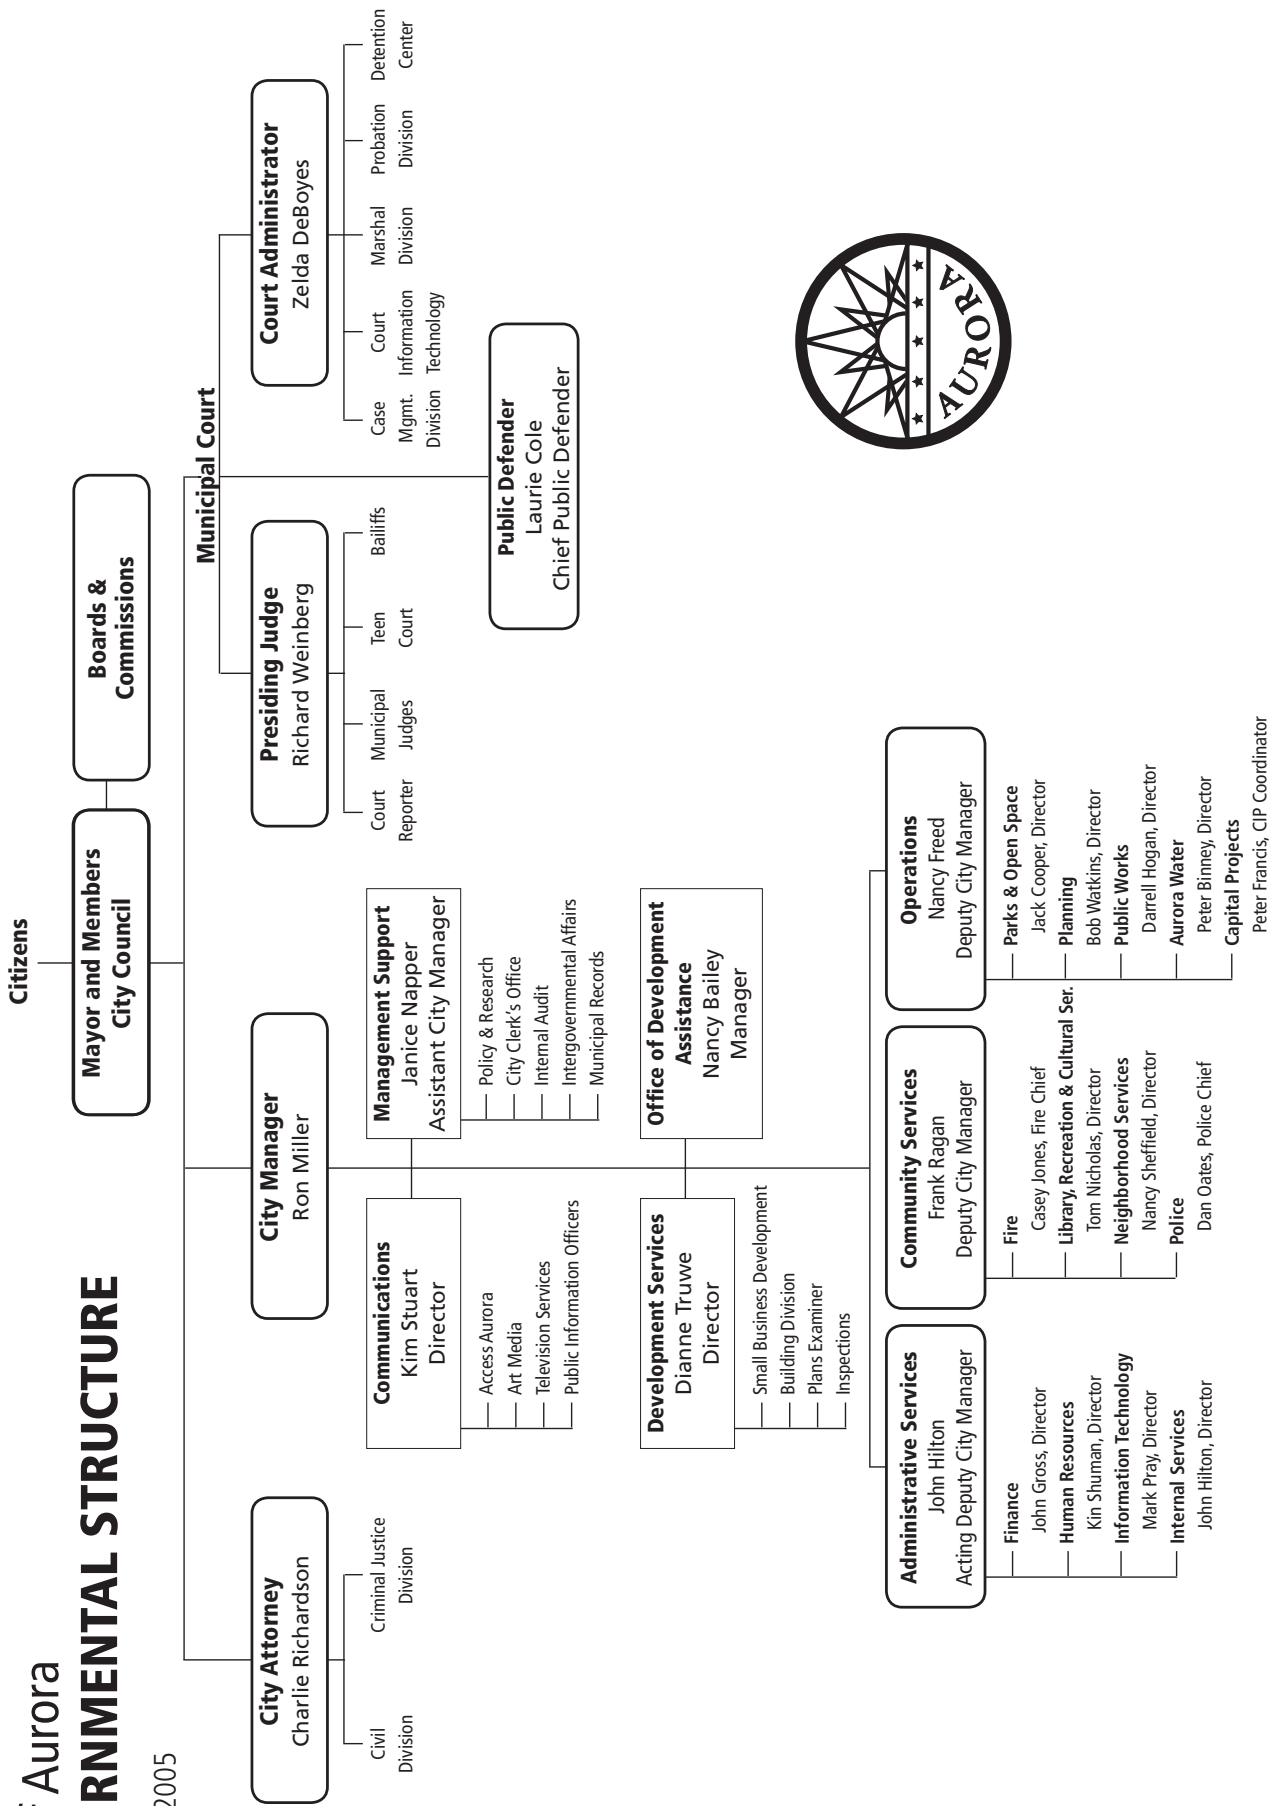 Aurora
RNMENTAL STRUCTURE
2005
Citizens
Mayor and Members
City Council
Boards &
Commissions
City Attorney
Charlie Richardson
Civil
Division
Criminal Justice
Division
City Manager
Ron Miller
Municipal Court
Presiding Judge
Richard Weinberg
Court
Reporter
Municipal
Judges
Teen
Court
Bailiffs
Court Administrator
Zelda DeBoyes
Case
Mgmt.
Division
Court
Information
Technology
Marshal
Division
Probation
Division
Detention
Center
Public Defender
Laurie Cole
Chief Public Defender
Communications
Kim Stuart
Director
Access Aurora
Art Media
Television Services
Public Information Officers
Management Support
Janice Napper
Assistant City Manager
Policy & Research
City Clerk's Office
Internal Audit
Intergovernmental Affairs
Municipal Records
Development Services
Dianne Truwe
Director
Small Business Development
Building Division
Plans Examiner
Inspections
Office of Development
Assistance
Nancy Bailey
Manager
Administrative Services
John Hilton
Acting Deputy City Manager
Finance
John Gross, Director
Human Resources
Kin Shuman, Director
Information Technology
Mark Pray, Director
Internal Services
John Hilton, Director
Community Services
Frank Ragan
Deputy City Manager
Fire
Casey Jones, Fire Chief
Library, Recreation & Cultural Ser.
Tom Nicholas, Director
Neighborhood Services
Nancy Sheffield, Director
Police
Dan Oates, Police Chief
Operations
Nancy Freed
Deputy City Manager
Parks & Open Space
Jack Cooper, Director
Planning
Bob Watkins, Director
Public Works
Darrell Hogan, Director
Aurora Water
Peter Binney, Director
Capital Projects
Peter Francis, CIP Coordinator
AURORA